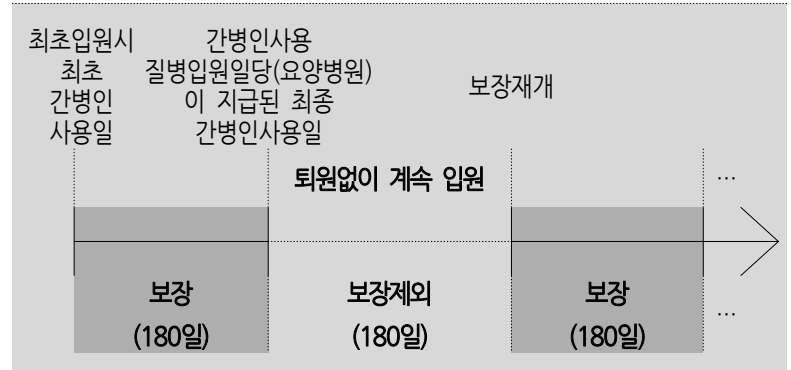 최초입원시
최초
간병인
사용일
간병인사용
질병입원일당(요양병원)
이 지급된 최종
간병인사용일
보장재개
퇴원없이 계속 입원
...
보장
(180일)
보장제외
(180일)
보장
(180일)
...